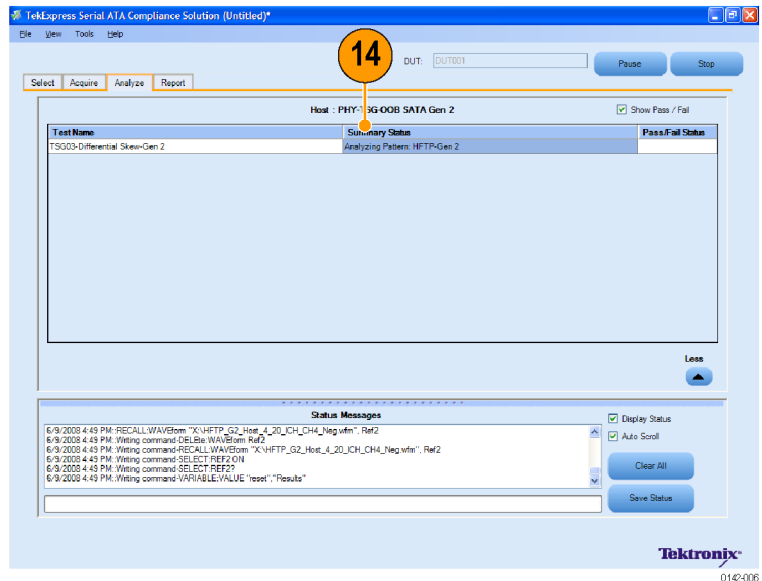 TekExpress Serial ATA Compliance Solution (Untitled)*
File View Tools Help
14
DUT: DUT001
Pause Stop
Select Acquire Analyze Report
Host : PHY-TSG-OOB SATA Gen 2
Show Pass / Fail
Test Name Summary Status Pass/Fail Status
TSG03-Differential Skew-Gen 2 Analyzing Pattern: HFTP-Gen 2
Less
Status Messages
Display Status
Auto Scroll
6/9/2008 4:49 PM::RECALL:WAVEform "X:\HFTP_G2_Host_4_20_ICH_CH4_Neg.wfm", Ref2
6/9/2008 4:49 PM::Writing command-DELEte:WAVEform Ref2
6/9/2008 4:49 PM::Writing command-RECALL:WAVEform "X:\HFTP_G2_Host_4_20_ICH_CH4_Neg.wfm", Ref2
6/9/2008 4:49 PM::Writing command-SELECT:REF2 ON
6/9/2008 4:49 PM::Writing command-SELECT:REF2?
6/9/2008 4:49 PM::Writing command-VARIABLE:VALUE "reset","Results"
Clear All
Save Status
Tektronix
0142-006